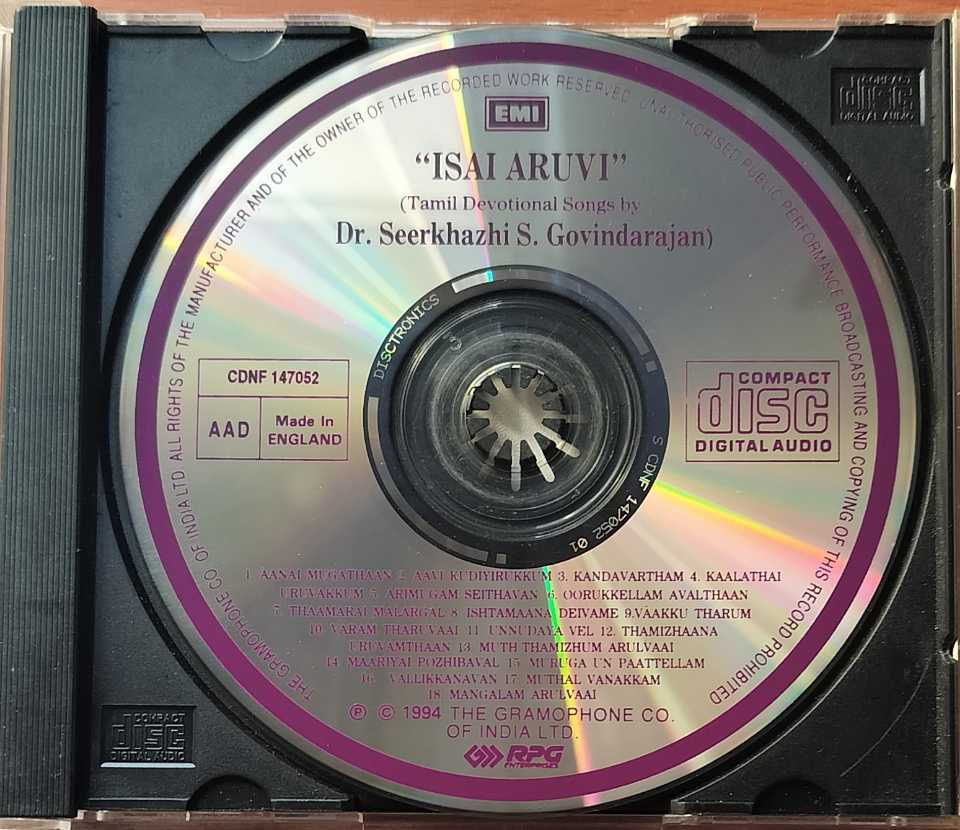 THE GRAMOPHONE CO OF INDIA LTD ALL RIGHTS OF THE MANUFACTURER AND OF THE OWNER OF THE RECORDED WORK RESERVED. UNAUTHORISED PUBLIC PERFORMANCE BROADCASTING AND COPYING OF THIS RECORD PROHIBITED
EMI
"ISAI ARUVI"
(Tamil Devotional Songs by
Dr. Seerkhazhi S. Govindarajan)
DISCTRONICS
3
CDNF 147052
AAD
Made In
ENGLAND
COMPACT
disc
DIGITAL AUDIO
S CDNF 147052 01
1. AANAI MUGATHAAN 2. AAVI KUDIYIRUKKUM 3. KANDAVARTHAM 4. KAALATHAI
URUVAKKUM 5. ARIMUGAM SEITHAVAN 6. OORUKKELLAM AVALTHAAN
7. THAAMARAI MALARGAL 8. ISHTAMAANA DEIVAME 9.VAAKKU THARUM
10. VARAM THARUVAAI 11. UNNUDAYA VEL 12. THAMIZHAANA
URUVAMTHAAN 13. MUTH THAMIZHUM ARULVAAI
14. MAARIYAI POZHIBAVAL 15. MURUGA UN PAATTELLAM
16. VALLIKKANAVAN 17. MUTHAL VANAKKAM
18. MANGALAM ARULVAAI
℗ © 1994 THE GRAMOPHONE CO.
OF INDIA LTD.
RPG
ENTERPRISES
COMPACT
disc
DIGITAL AUDIO
COMPACT
disc
DIGITAL AUDIO